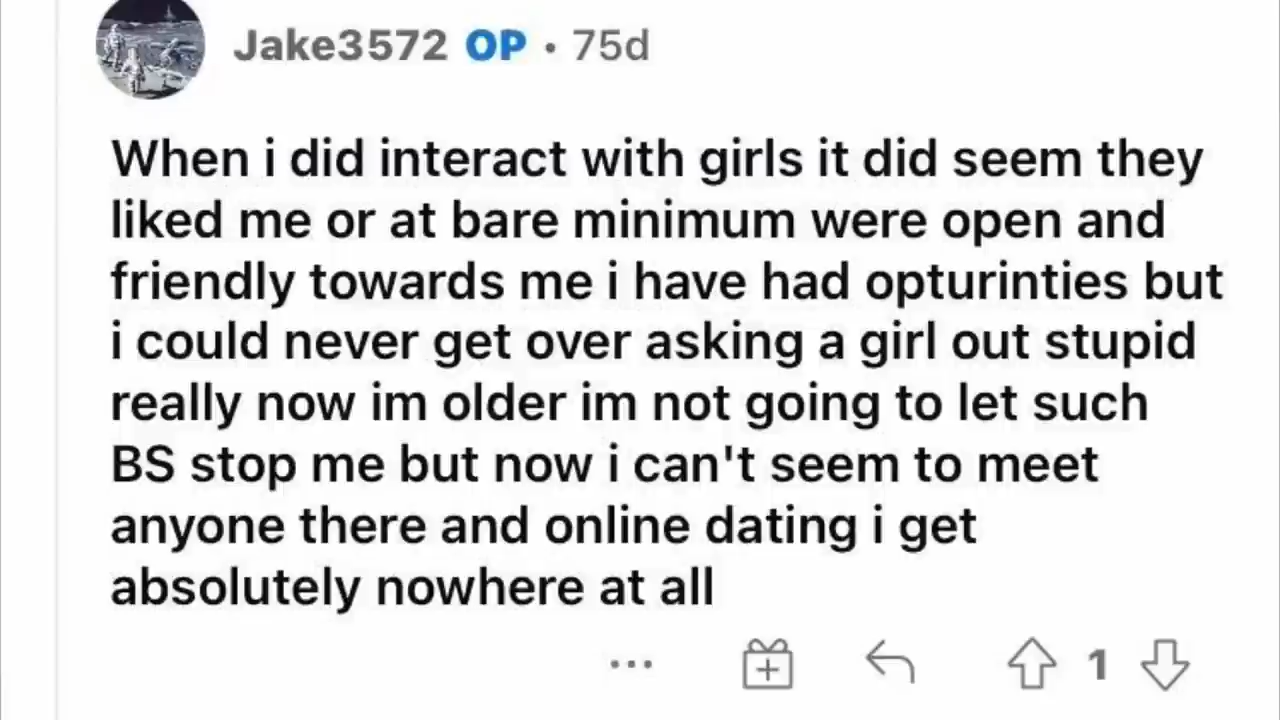 Jake3572 OP • 75d
When i did interact with girls it did seem they
liked me or at bare minimum were open and
friendly towards me i have had opturinties but
i could never get over asking a girl out stupid
really now im older im not going to let such
BS stop me but now i can't seem to meet
anyone there and online dating i get
absolutely nowhere at all
1